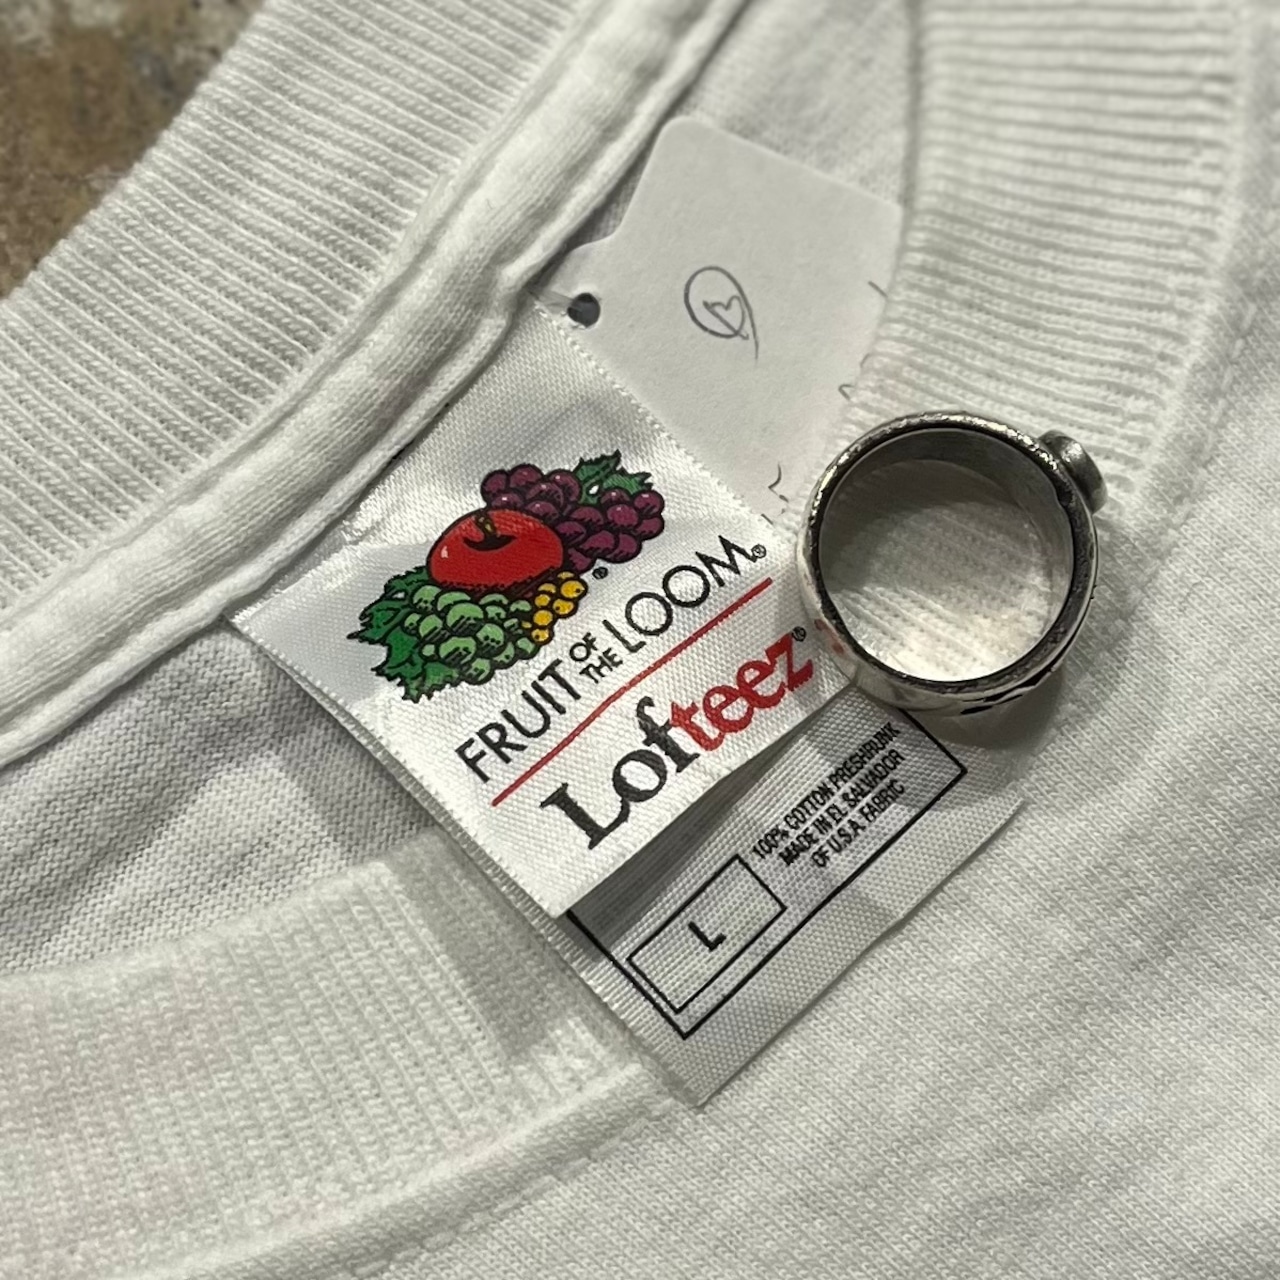 FRUIT OF THE LOOM®
Lofteez®
100% COTTON PRESHRUNK
MADE IN EL SALVADOR
OF U.S.A. FABRIC
L